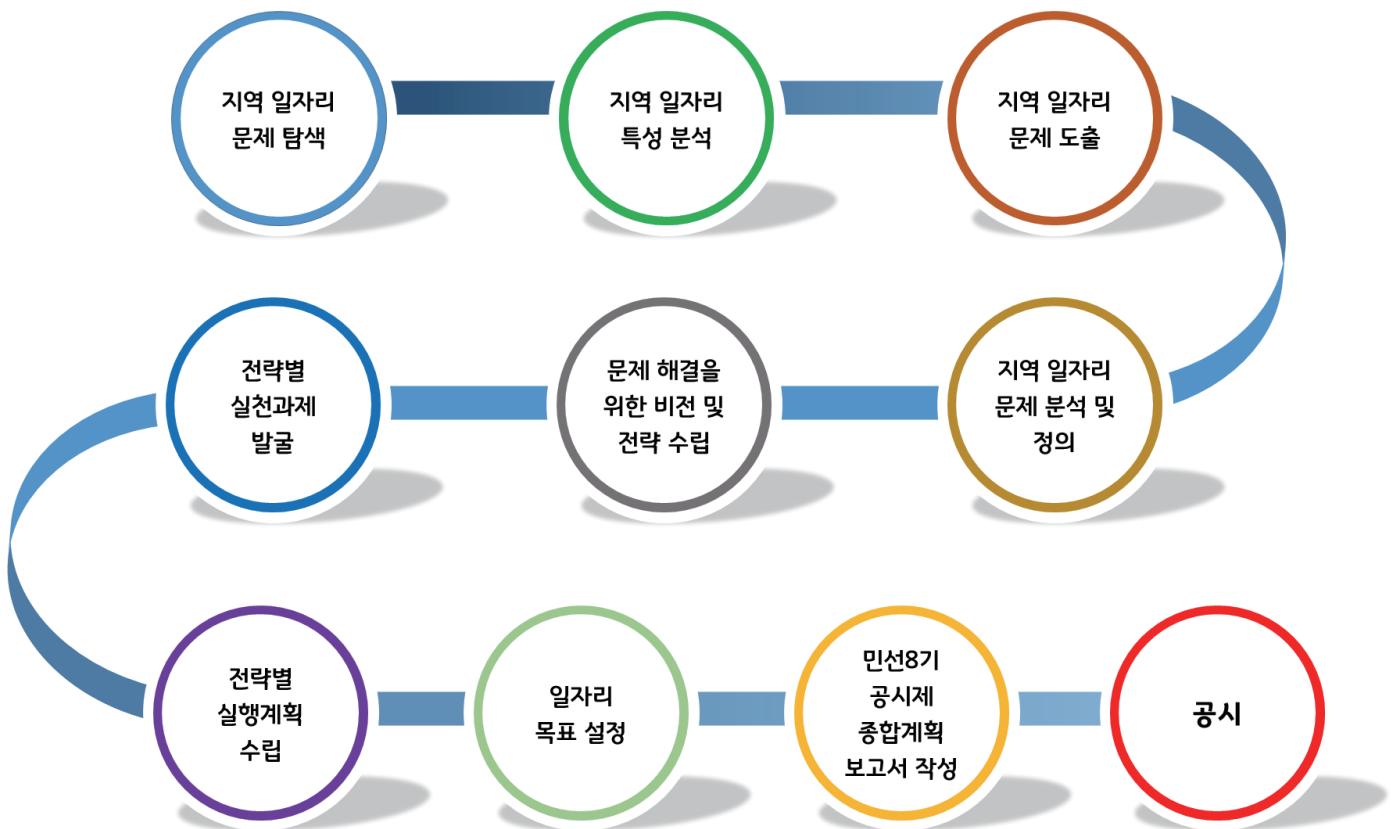 지역 일자리
문제 탐색
지역 일자리
특성 분석
지역 일자리
문제 도출
지역 일자리
문제 분석 및
정의
문제 해결을
위한 비전 및
전략 수립
전략별
실천과제
발굴
전략별
실행계획
수립
일자리
목표 설정
민선8기
공시제
종합계획
보고서 작성
공시